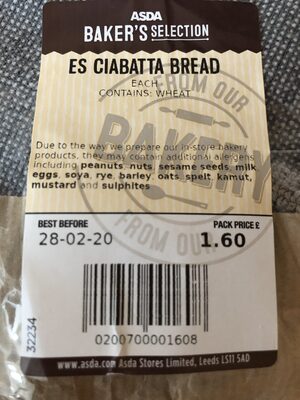 ASDA
BAKER'S SELECTION
ES CIABATTA BREAD
EACH
CONTAINS: WHEAT
FROM OUR
BAKERY
FROM OUR
Due to the way we prepare our in-store bakery
products, they may contain additional allergens
including peanuts, nuts, sesame seeds, milk
eggs, soya, rye, barley, oats, spelt, kamut,
mustard and sulphites
BEST BEFORE
PACK PRICE £
28-02-20
1.60
32234
0200700001608
www.asda.com Asda Stores Limited, Leeds LS11 5AD